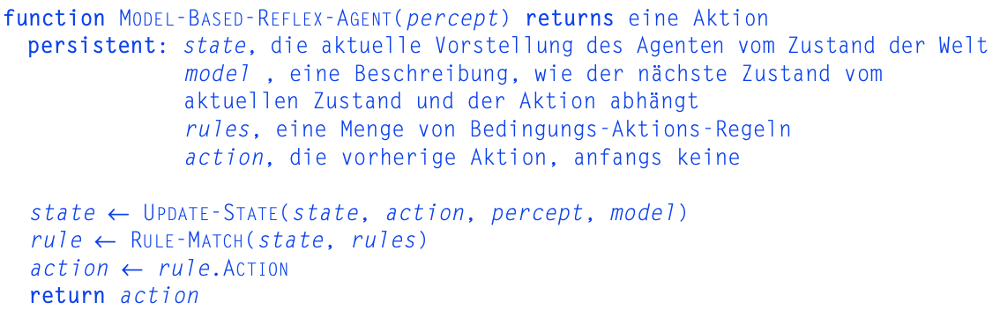 function MODEL-BASED-REFLEX-AGENT(percept) returns eine Aktion
persistent: state, die aktuelle Vorstellung des Agenten vom Zustand der Welt
model , eine Beschreibung, wie der nächste Zustand vom
aktuellen Zustand und der Aktion abhängt
rules, eine Menge von Bedingungs-Aktions-Regeln
action, die vorherige Aktion, anfangs keine
state ← UPDATE-STATE(state, action, percept, model)
rule ← RULE-MATCH(state, rules)
action ← rule.ACTION
return action